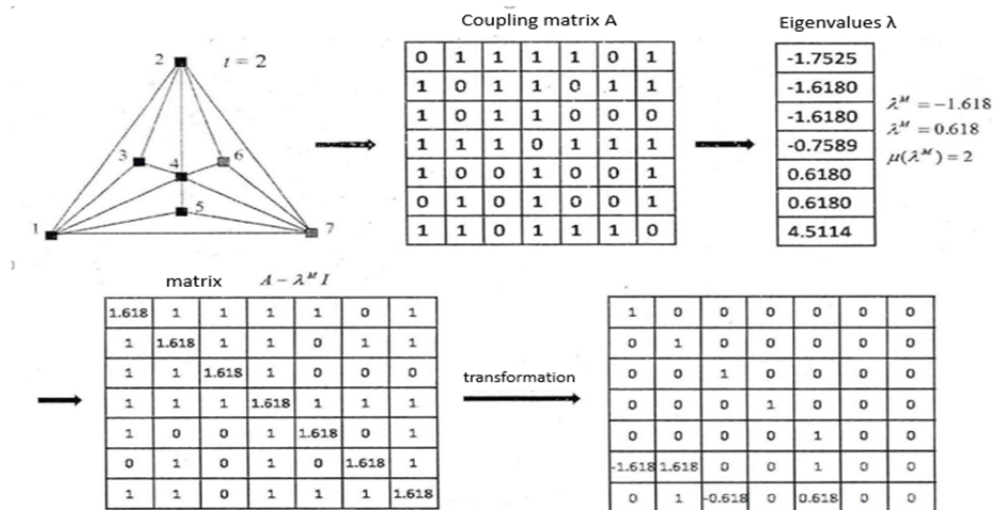 Coupling matrix A
Eigenvalues λ
2
t = 2
3
4
6
5
1
7
0 1 1 1 1 0 1
1 0 1 1 0 1 1
1 0 1 1 0 0 0
1 1 1 0 1 1 1
1 0 0 1 0 0 1
0 1 0 1 0 0 1
1 1 0 1 1 1 0
-1.7525
-1.6180
-1.6180
-0.7589
0.6180
0.6180
4.5114
λᴹ = −1.618
λᴹ = 0.618
μ(λᴹ) = 2
matrix A − λᴹ I
1.618 1 1 1 1 0 1
1 1.618 1 1 0 1 1
1 1 1.618 1 0 0 0
1 1 1 1.618 1 1 1
1 0 0 1 1.618 0 1
0 1 0 1 0 1.618 1
1 1 0 1 1 1 1.618
transformation
1 0 0 0 0 0 0
0 1 0 0 0 0 0
0 0 1 0 0 0 0
0 0 0 1 0 0 0
0 0 0 0 1 0 0
-1.618 1.618 0 0 1 0 0
0 1 -0.618 0 0.618 0 0